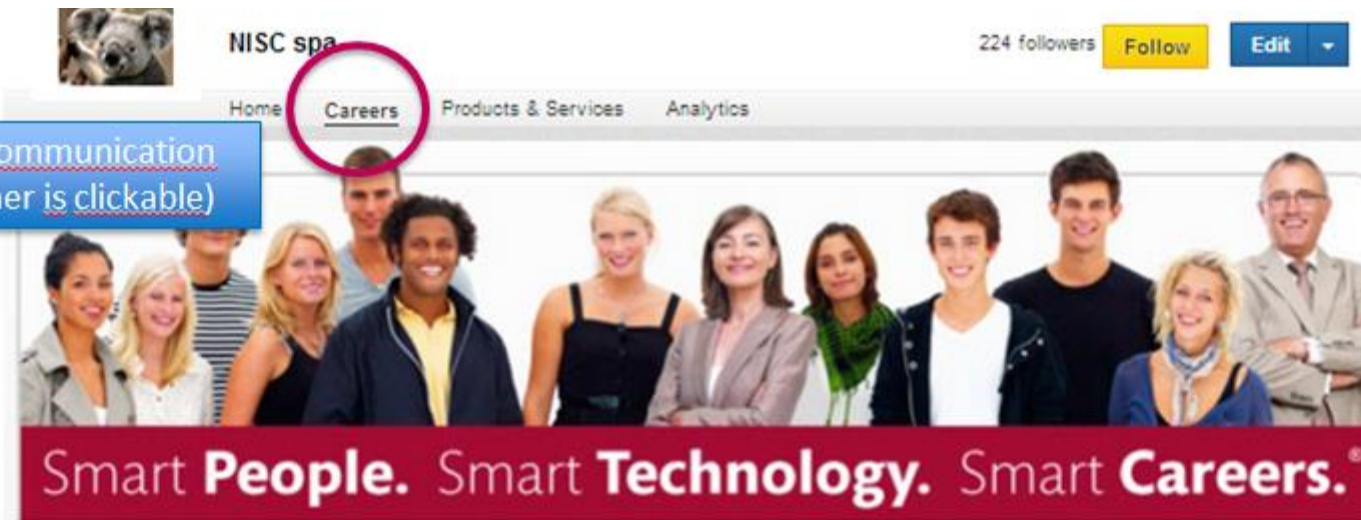 NISC spa
224 followers Follow Edit
Home Careers Products & Services Analytics
ommunication
er is clickable)
Smart People. Smart Technology. Smart Careers.®